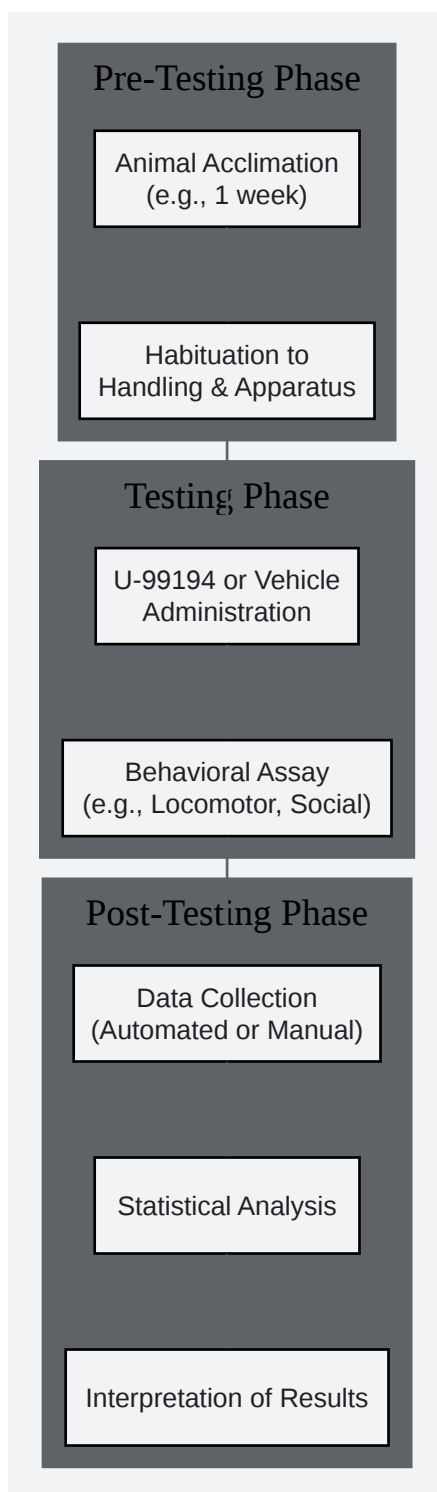 Pre-Testing Phase
Animal Acclimation
(e.g., 1 week)
Habituation to
Handling & Apparatus
Testing Phase
U-99194 or Vehicle
Administration
Behavioral Assay
(e.g., Locomotor, Social)
Post-Testing Phase
Data Collection
(Automated or Manual)
Statistical Analysis
Interpretation of Results